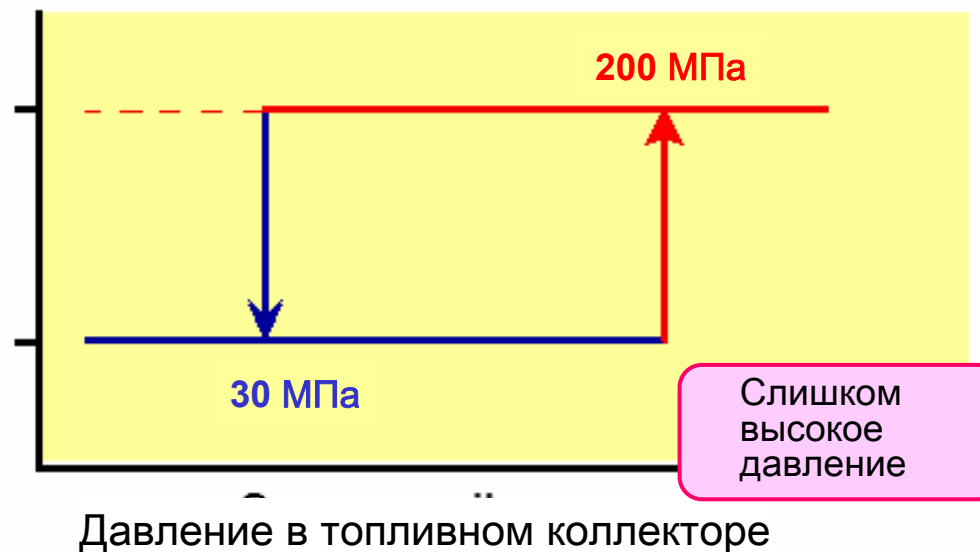 200 МПа
30 МПа
Слишком
высокое
давление
Давление в топливном коллекторе